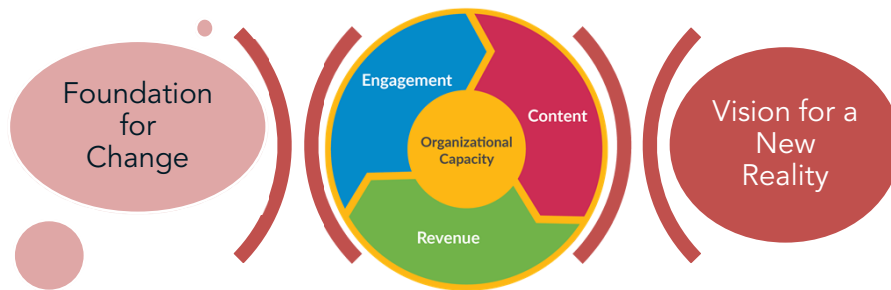 Foundation
for
Change
Engagement
Content
Organizational
Capacity
Revenue
Vision for a
New
Reality